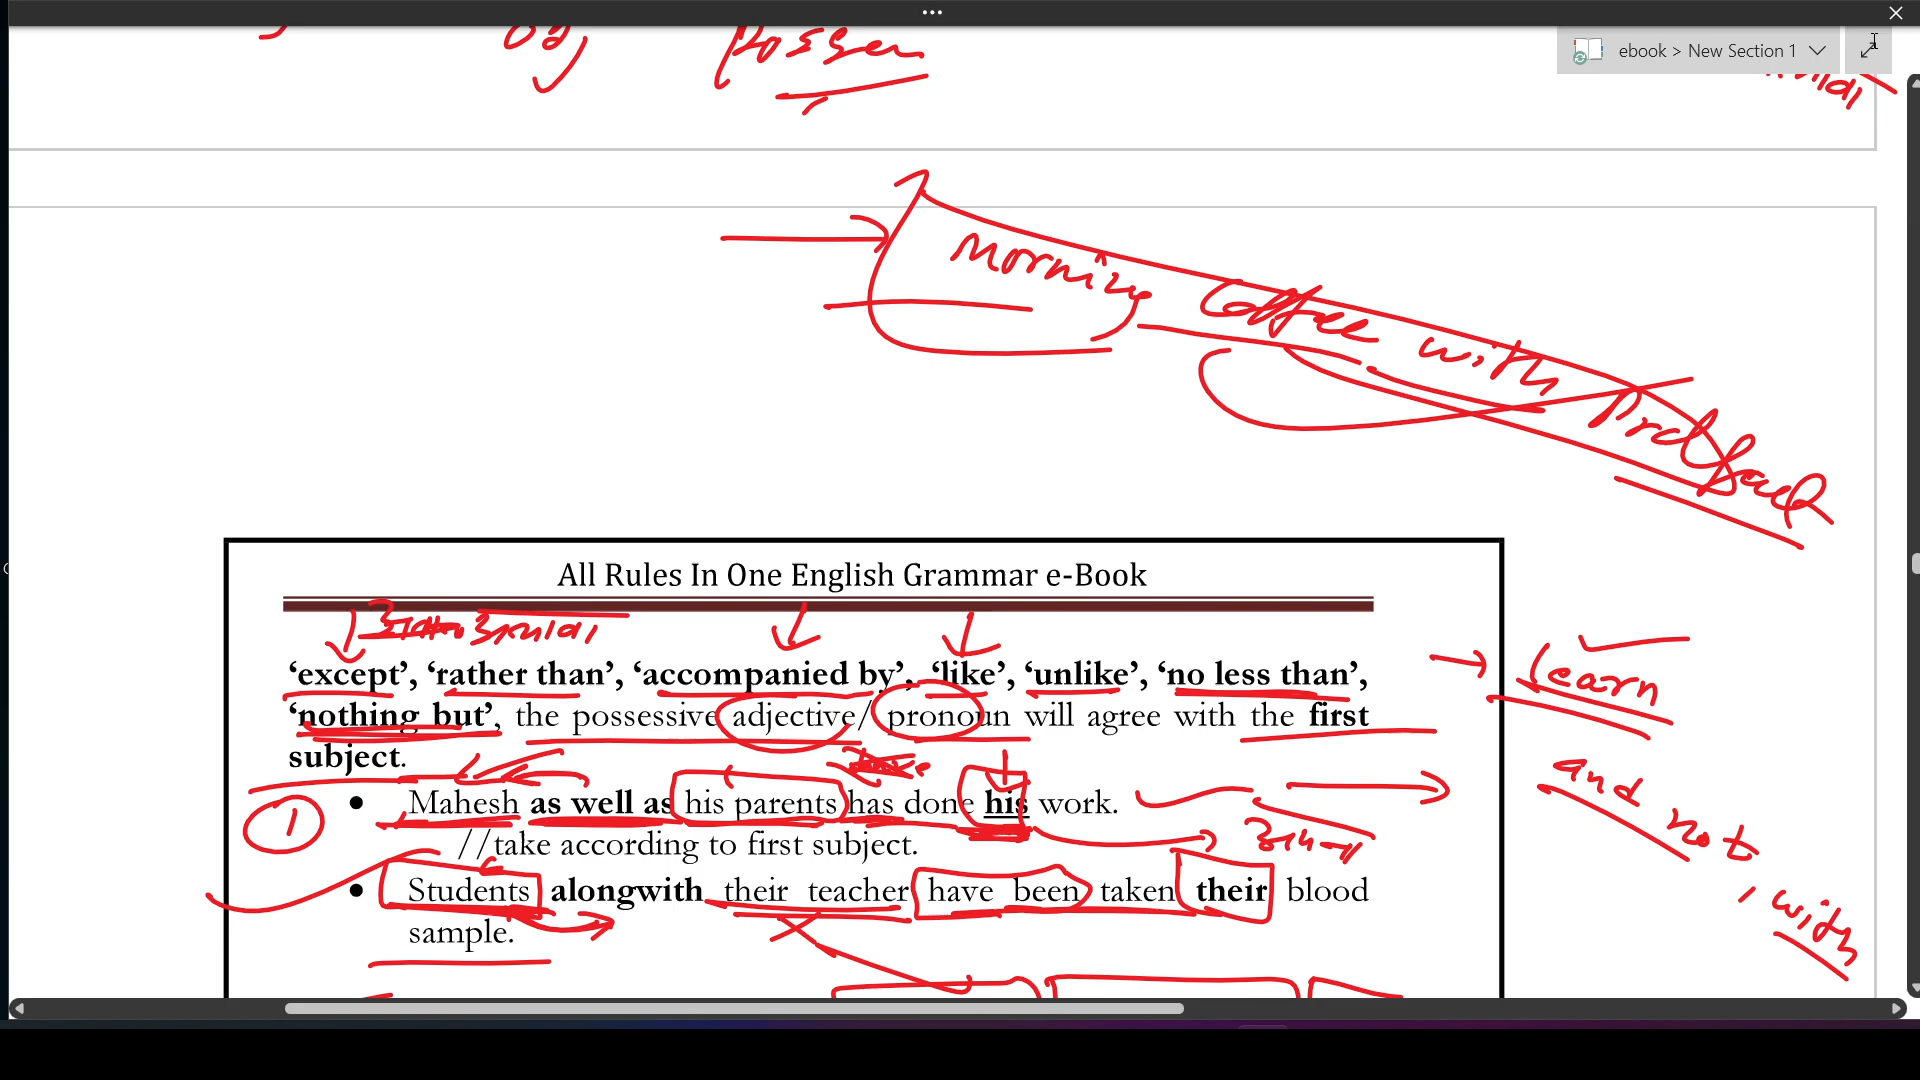 ebook > New Section 1
morning Coffee with
All Rules In One English Grammar e-Book
‘except’, ‘rather than’, ‘accompanied by’, ‘like’, ‘unlike’, ‘no less than’,
‘nothing but’, the possessive adjective/ pronoun will agree with the first
subject.
learn
and not, with
1
• Mahesh as well as his parents has done his work.
//take according to first subject.
• Students alongwith their teacher have been taken their blood
sample.